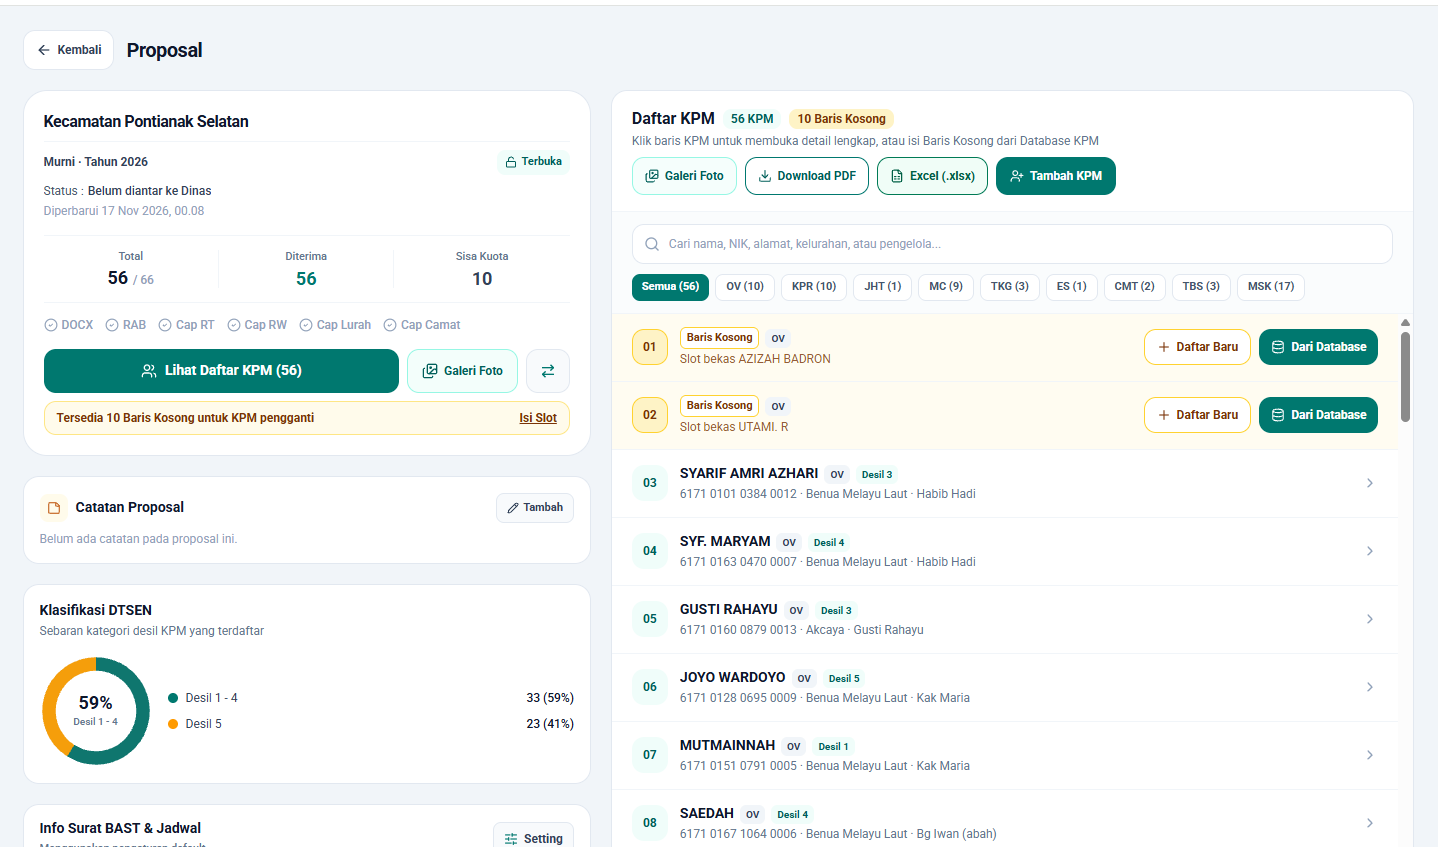 Kembali
Proposal
Kecamatan Pontianak Selatan
Murni · Tahun 2026
Terbuka
Status : Belum diantar ke Dinas
Diperbarui 17 Nov 2026, 00.08
Total
Diterima
Sisa Kuota
56 / 66
56
10
DOCX
RAB
Cap RT
Cap RW
Cap Lurah
Cap Camat
Lihat Daftar KPM (56)
Galeri Foto
Tersedia 10 Baris Kosong untuk KPM pengganti
Isi Slot
Catatan Proposal
Tambah
Belum ada catatan pada proposal ini.
Klasifikasi DTSEN
Sebaran kategori desil KPM yang terdaftar
59%
Desil 1 - 4
Desil 1 - 4
33 (59%)
Desil 5
23 (41%)
Info Surat BAST & Jadwal
Setting
Daftar KPM
56 KPM
10 Baris Kosong
Klik baris KPM untuk membuka detail lengkap, atau isi Baris Kosong dari Database KPM
Galeri Foto
Download PDF
Excel (.xlsx)
Tambah KPM
Cari nama, NIK, alamat, kelurahan, atau pengelola...
Semua (56)
OV (10)
KPR (10)
JHT (1)
MC (9)
TKG (3)
ES (1)
CMT (2)
TBS (3)
MSK (17)
01
Baris Kosong
OV
Slot bekas AZIZAH BADRON
Daftar Baru
Dari Database
02
Baris Kosong
OV
Slot bekas UTAMI. R
Daftar Baru
Dari Database
03
SYARIF AMRI AZHARI OV Desil 3
6171 0101 0384 0012 · Benua Melayu Laut · Habib Hadi
04
SYF. MARYAM OV Desil 4
6171 0163 0470 0007 · Benua Melayu Laut · Habib Hadi
05
GUSTI RAHAYU OV Desil 3
6171 0160 0879 0013 · Akcaya · Gusti Rahayu
06
JOYO WARDOYO OV Desil 5
6171 0128 0695 0009 · Benua Melayu Laut · Kak Maria
07
MUTMAINNAH OV Desil 1
6171 0151 0791 0005 · Benua Melayu Laut · Kak Maria
08
SAEDAH OV Desil 4
6171 0167 1064 0006 · Benua Melayu Laut · Bg Iwan (abah)